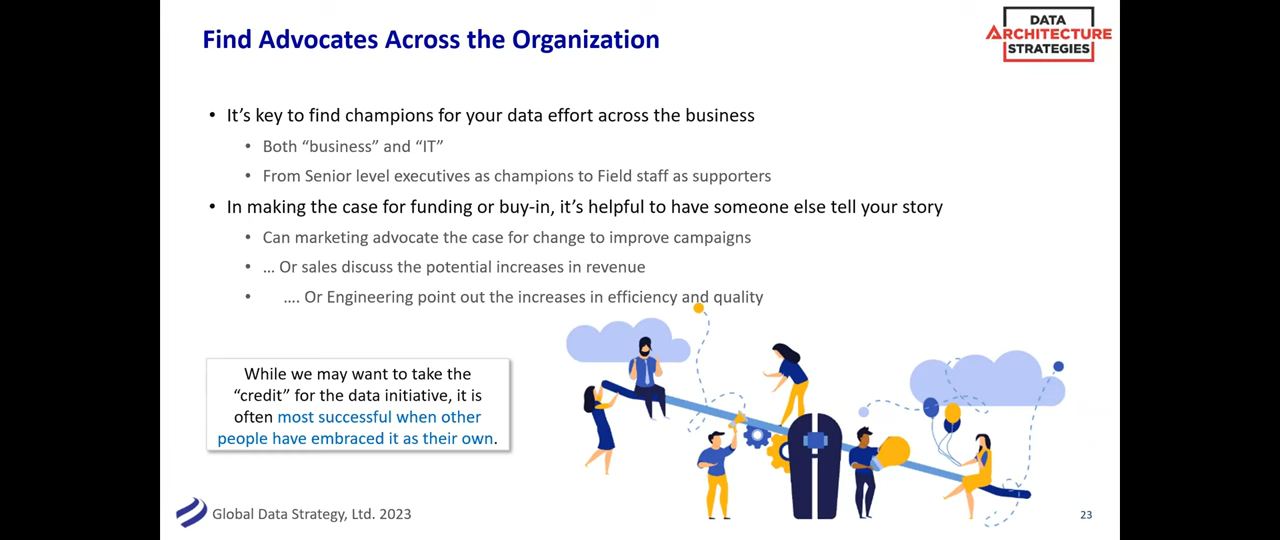 Find Advocates Across the Organization
DATA
ARCHITECTURE
STRATEGIES
• It’s key to find champions for your data effort across the business
• Both “business” and “IT”
• From Senior level executives as champions to Field staff as supporters
• In making the case for funding or buy-in, it’s helpful to have someone else tell your story
• Can marketing advocate the case for change to improve campaigns
• … Or sales discuss the potential increases in revenue
• …. Or Engineering point out the increases in efficiency and quality
While we may want to take the
“credit” for the data initiative, it is
often most successful when other
people have embraced it as their own.
Global Data Strategy, Ltd. 2023
23